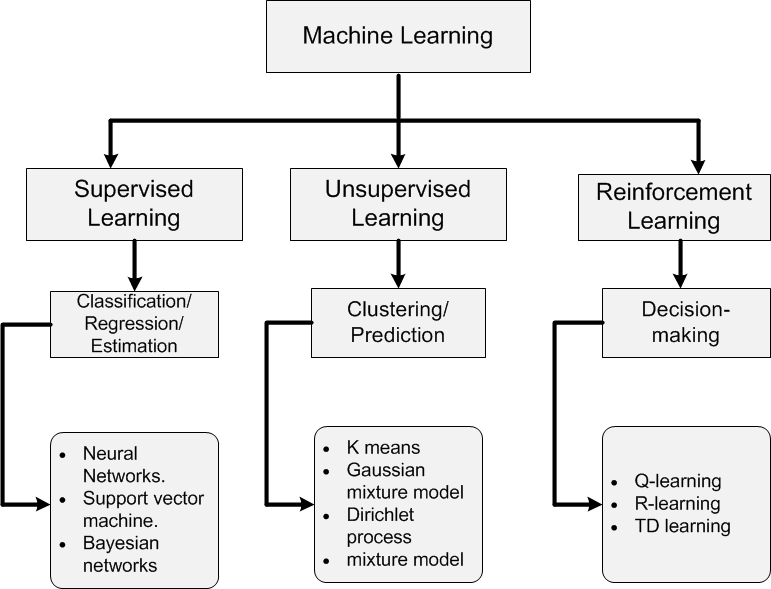 Machine Learning
Supervised
Learning
Unsupervised
Learning
Reinforcement
Learning
Classification/
Regression/
Estimation
Clustering/
Prediction
Decision-
making
• Neural
Networks.
• Support vector
machine.
• Bayesian
networks
• K means
• Gaussian
mixture model
• Dirichlet
process
• mixture model
• Q-learning
• R-learning
• TD learning